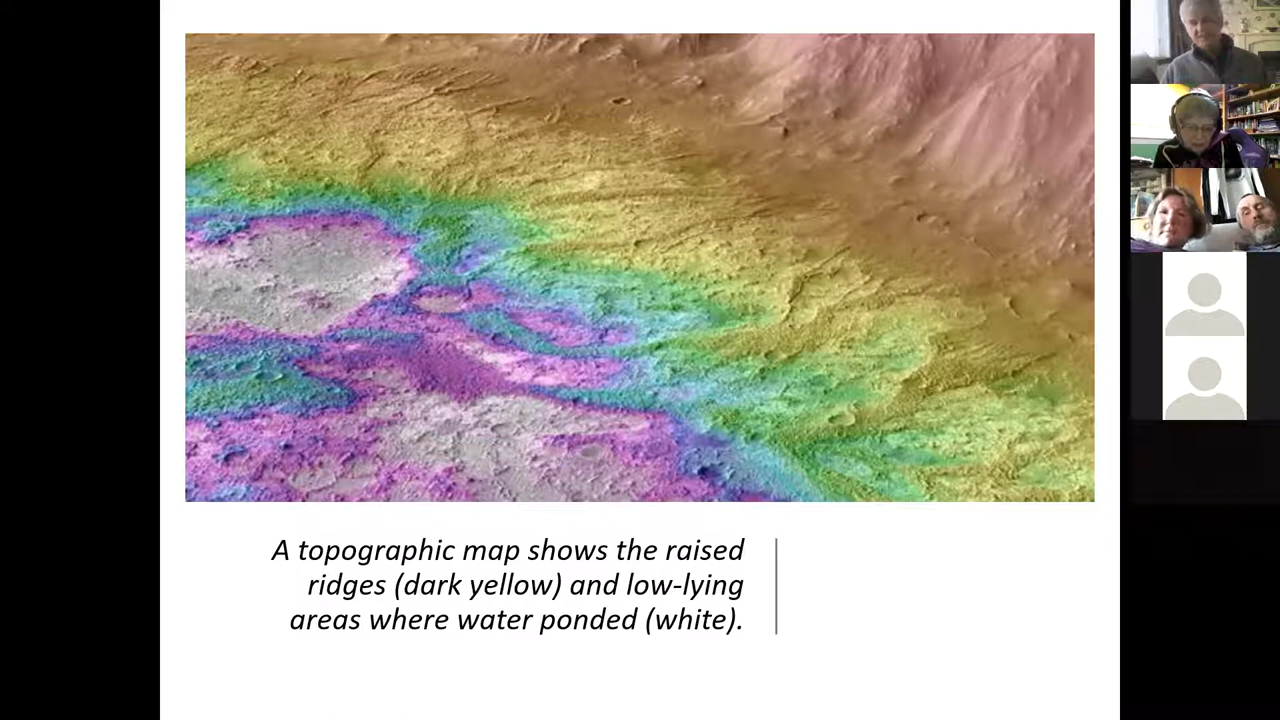 A topographic map shows the raised
ridges (dark yellow) and low-lying
areas where water ponded (white).